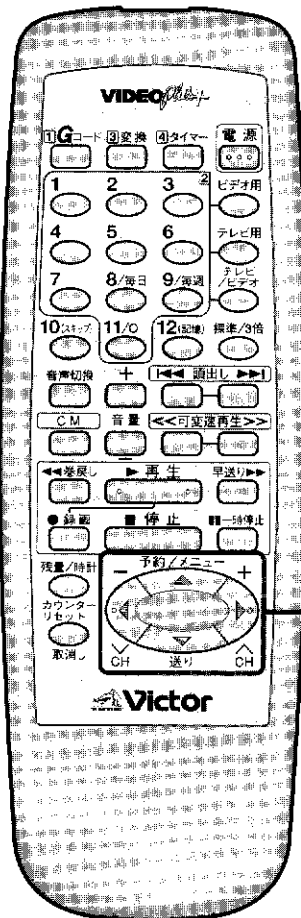 VIDEO
1 Gコード 3 変換 4 タイマー 電源
1 2 3 2 ビデオ用
4 5 6 テレビ用
7 8/毎日 9/毎週 テレビ/ビデオ
10(スキップ) 11/0 12(記憶) 標準/3倍
音声切換 + |◀◀ 頭出し ▶▶|
CM 音量 ≪可変速再生≫
−
◀◀巻戻し ▶ 再生 早送り▶▶
● 録画 ■ 停止 ▮▮一時停止
残量/時計 − 予約/メニュー +
カウンターリセット
取消し CH 送り CH
Victor